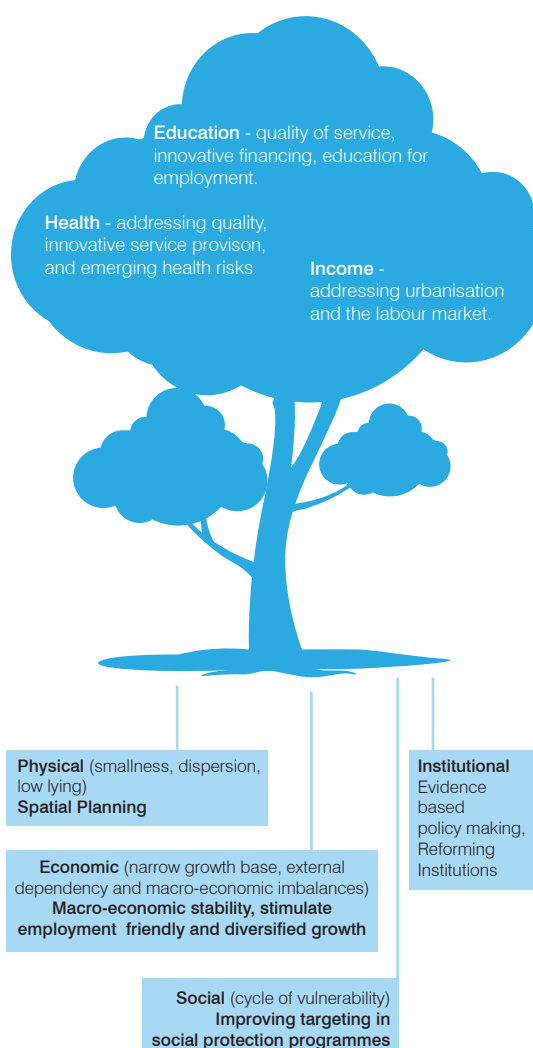 Education - quality of service,
innovative financing, education for
employment.
Health - addressing quality,
innovative service provison,
and emerging health risks
Income -
addressing urbanisation
and the labour market.
Physical (smallness, dispersion,
low lying)
Spatial Planning
Institutional
Evidence
based
policy making,
Reforming
Institutions
Economic (narrow growth base, external
dependency and macro-economic imbalances)
Macro-economic stability, stimulate
employment friendly and diversified growth
Social (cycle of vulnerability)
Improving targeting in
social protection programmes